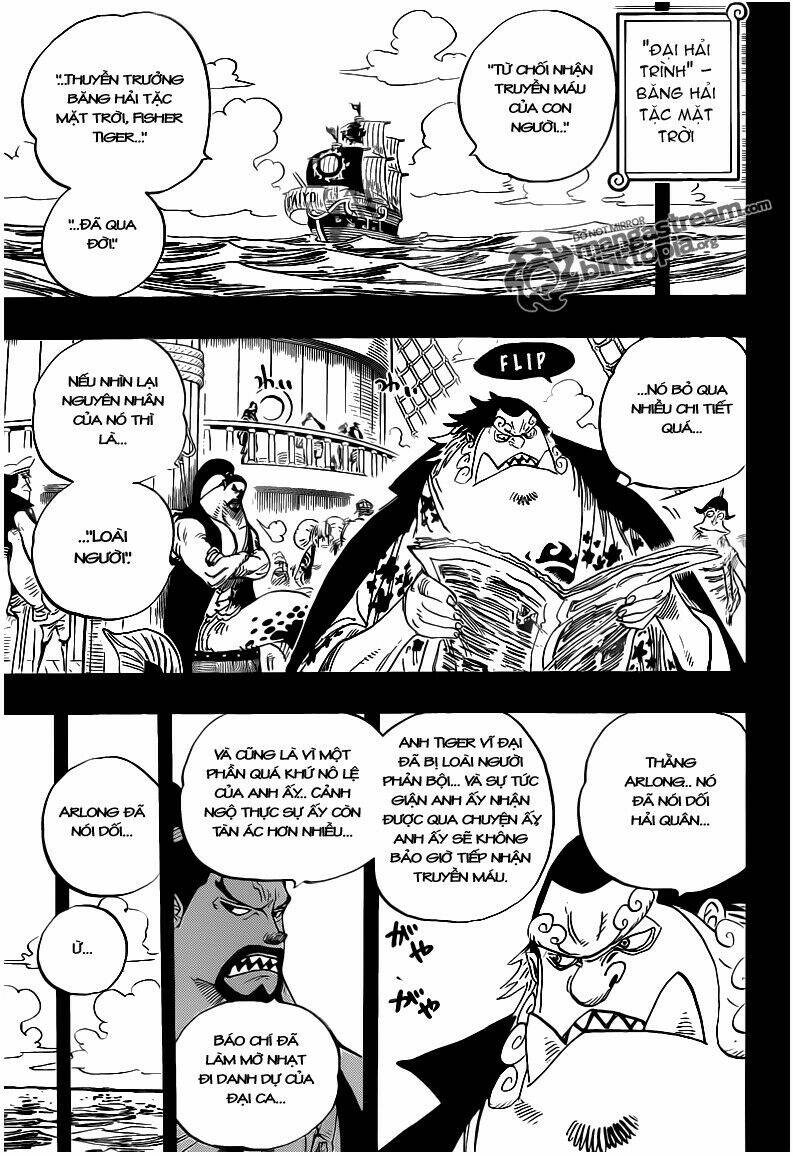 "ĐẠI HẢI
TRÌNH" –
BĂNG HẢI
TẶC MẶT
TRỜI
"TỪ CHỐI NHẬN
TRUYỀN MÁU
CỦA CON
NGƯỜI..."
"...THUYỀN TRƯỞNG
BĂNG HẢI TẶC
MẶT TRỜI, FISHER
TIGER..."
"...ĐÃ QUA
ĐỜI."
DO NOT MIRROR
mangastream.com
binktopia.org
...NÓ BỎ QUA
NHIỀU CHI TIẾT
QUÁ...
FLIP
NẾU NHÌN LẠI
NGUYÊN NHÂN
CỦA NÓ THÌ
LÀ...
..."LOÀI
NGƯỜI".
THẰNG
ARLONG.. NÓ
ĐÃ NÓI DỐI
HẢI QUÂN...
ANH TIGER VĨ ĐẠI
ĐÃ BỊ LOÀI NGƯỜI
PHẢN BỘI... VÀ SỰ TỨC
GIẬN ANH ẤY NHẬN
ĐƯỢC QUA CHUYỆN ẤY,
ANH ẤY SẼ KHÔNG
BAO GIỜ TIẾP NHẬN
TRUYỀN MÁU.
VÀ CŨNG LÀ VÌ MỘT
PHẦN QUÁ KHỨ NÔ LỆ
CỦA ANH ẤY.. CẢNH
NGỘ THỰC SỰ ẤY CÒN
TÀN ÁC HƠN NHIỀU...
BÁO CHÍ ĐÃ
LÀM MỜ NHẠT
ĐI DANH DỰ CỦA
ĐẠI CA...
ARLONG ĐÃ
NÓI DỐI...
Ừ...